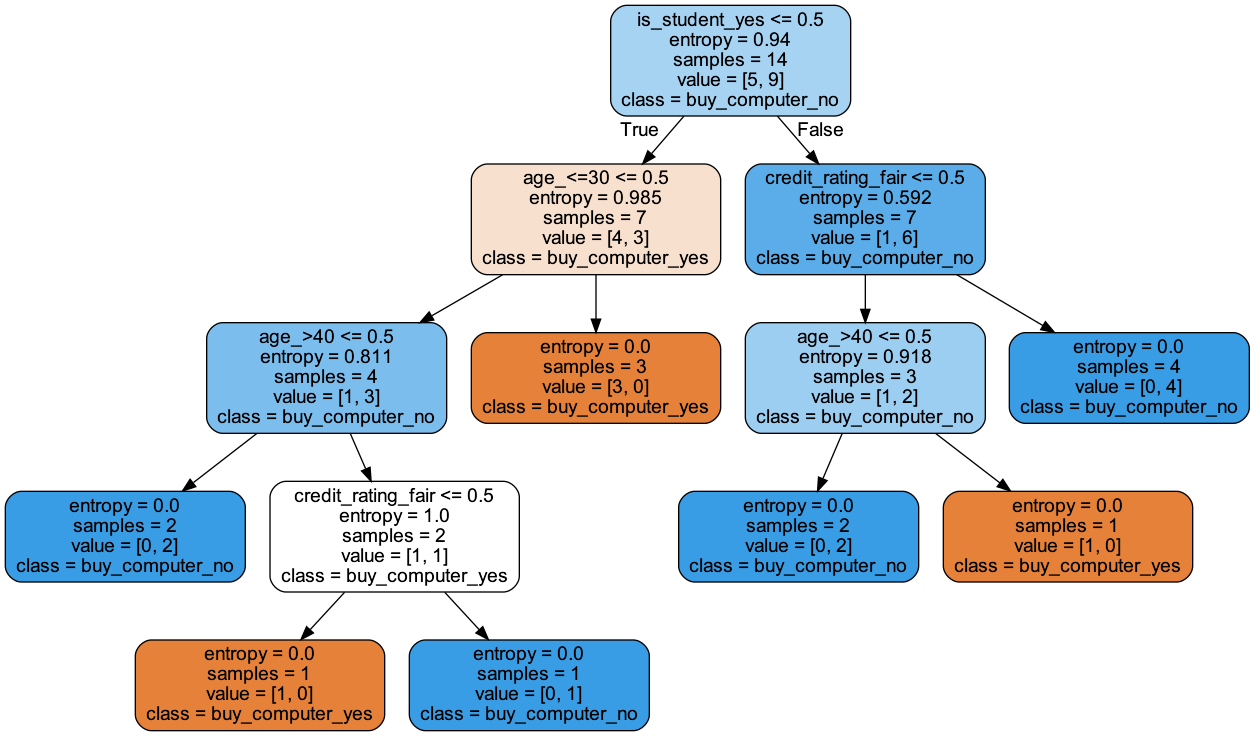 is_student_yes <= 0.5
entropy = 0.94
samples = 14
value = [5, 9]
class = buy_computer_no
True
False
age_<=30 <= 0.5
entropy = 0.985
samples = 7
value = [4, 3]
class = buy_computer_yes
credit_rating_fair <= 0.5
entropy = 0.592
samples = 7
value = [1, 6]
class = buy_computer_no
age_>40 <= 0.5
entropy = 0.811
samples = 4
value = [1, 3]
class = buy_computer_no
entropy = 0.0
samples = 3
value = [3, 0]
class = buy_computer_yes
age_>40 <= 0.5
entropy = 0.918
samples = 3
value = [1, 2]
class = buy_computer_no
entropy = 0.0
samples = 4
value = [0, 4]
class = buy_computer_no
entropy = 0.0
samples = 2
value = [0, 2]
class = buy_computer_no
credit_rating_fair <= 0.5
entropy = 1.0
samples = 2
value = [1, 1]
class = buy_computer_yes
entropy = 0.0
samples = 2
value = [0, 2]
class = buy_computer_no
entropy = 0.0
samples = 1
value = [1, 0]
class = buy_computer_yes
entropy = 0.0
samples = 1
value = [1, 0]
class = buy_computer_yes
entropy = 0.0
samples = 1
value = [0, 1]
class = buy_computer_no